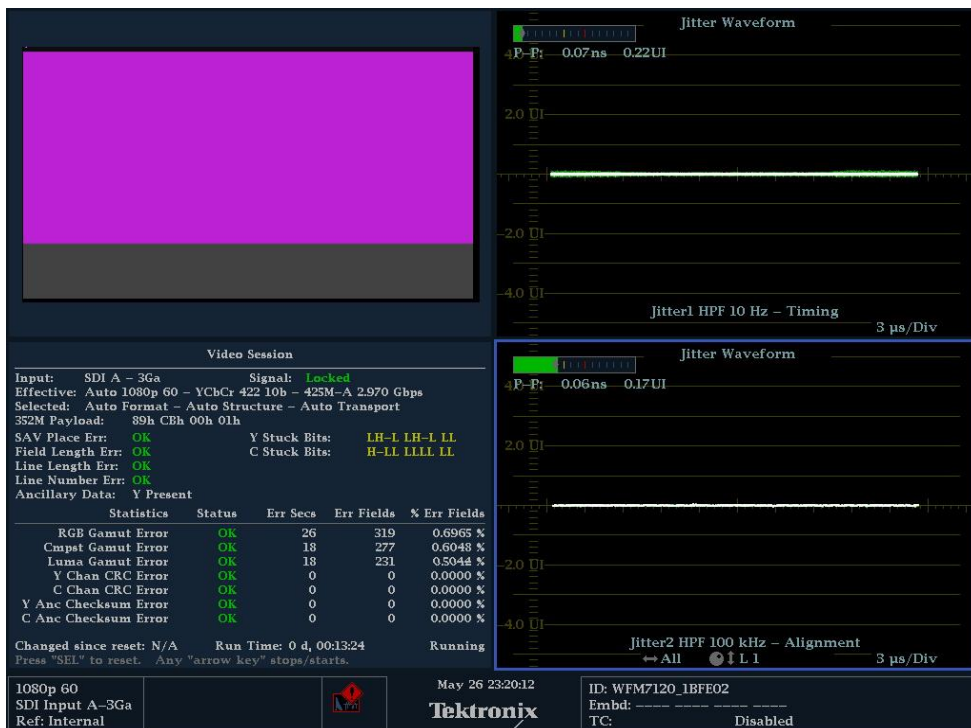 Jitter Waveform
P-P: 0.07ns 0.22UI
2.0 UI
-2.0 UI
-4.0 UI
Jitter1 HPF 10 Hz - Timing
3 µs/Div
Video Session
Input: SDI A - 3Ga Signal: Locked
Effective: Auto 1080p 60 - YCbCr 422 10b - 425M-A 2.970 Gbps
Selected: Auto Format - Auto Structure - Auto Transport
352M Payload: 89h CBh 00h 01h
SAV Place Err: OK Y Stuck Bits: LH-L LH-L LL
Field Length Err: OK C Stuck Bits: H-LL LLLL LL
Line Length Err: OK
Line Number Err: OK
Ancillary Data: Y Present
Statistics Status Err Secs Err Fields % Err Fields
RGB Gamut Error OK 26 319 0.6965 %
Cmpst Gamut Error OK 18 277 0.6048 %
Luma Gamut Error OK 18 231 0.5044 %
Y Chan CRC Error OK 0 0 0.0000 %
C Chan CRC Error OK 0 0 0.0000 %
Y Anc Checksum Error OK 0 0 0.0000 %
C Anc Checksum Error OK 0 0 0.0000 %
Changed since reset: N/A Run Time: 0 d, 00:13:24 Running
Press "SEL" to reset. Any "arrow key" stops/starts.
Jitter Waveform
P-P: 0.06ns 0.17UI
2.0 UI
-2.0 UI
-4.0 UI
Jitter2 HPF 100 kHz - Alignment
↔All ↕ L 1 3 µs/Div
1080p 60
SDI Input A-3Ga
Ref: Internal
May 26 23:20:12
Tektronix
ID: WFM7120_1BFE02
Embd: ---- ---- ---- ----
TC: Disabled